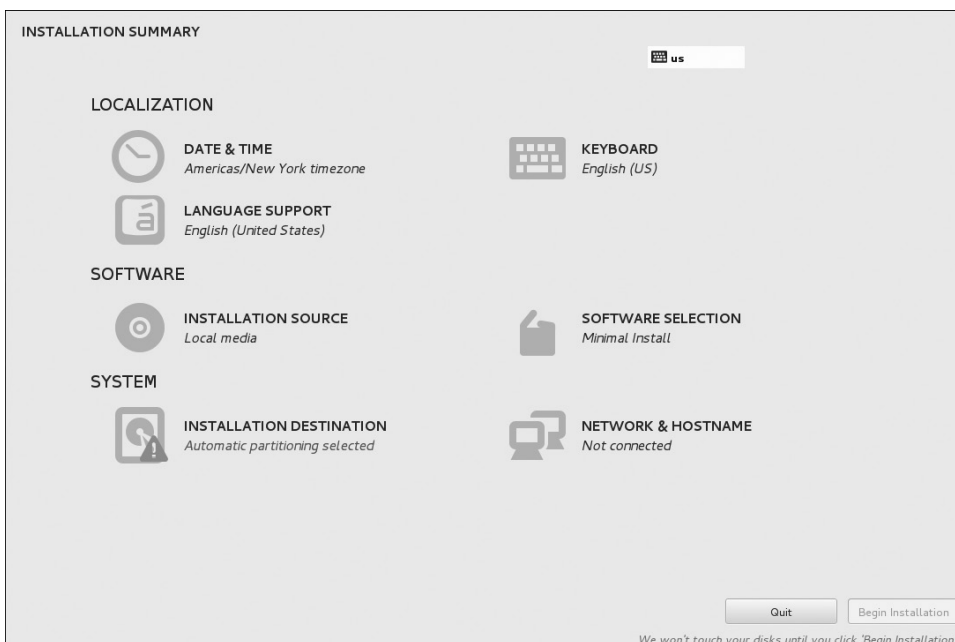 INSTALLATION SUMMARY
us
LOCALIZATION
DATE & TIME
Americas/New York timezone
KEYBOARD
English (US)
LANGUAGE SUPPORT
English (United States)
SOFTWARE
INSTALLATION SOURCE
Local media
SOFTWARE SELECTION
Minimal Install
SYSTEM
INSTALLATION DESTINATION
Automatic partitioning selected
NETWORK & HOSTNAME
Not connected
Quit
Begin Installation
We won't touch your disks until you click 'Begin Installation